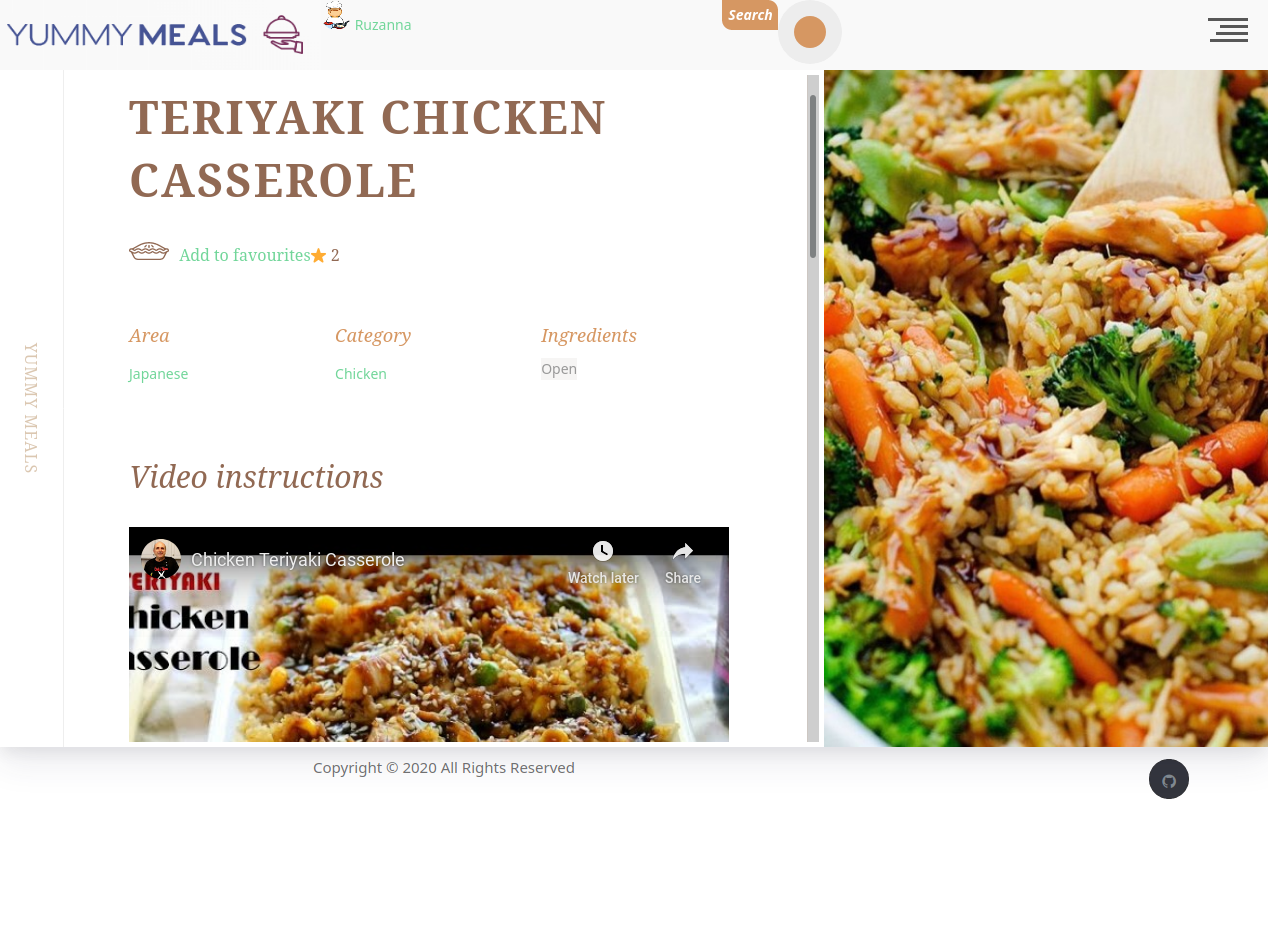 YUMMY MEALS
Ruzanna
Search
TERIYAKI CHICKEN
CASSEROLE
Add to favourites
2
Area
Category
Ingredients
Japanese
Chicken
Open
YUMMY MEALS
Video instructions
Chicken Teriyaki Casserole
Watch later
Share
TERIYAKI
hicken
asserole
Copyright © 2020 All Rights Reserved